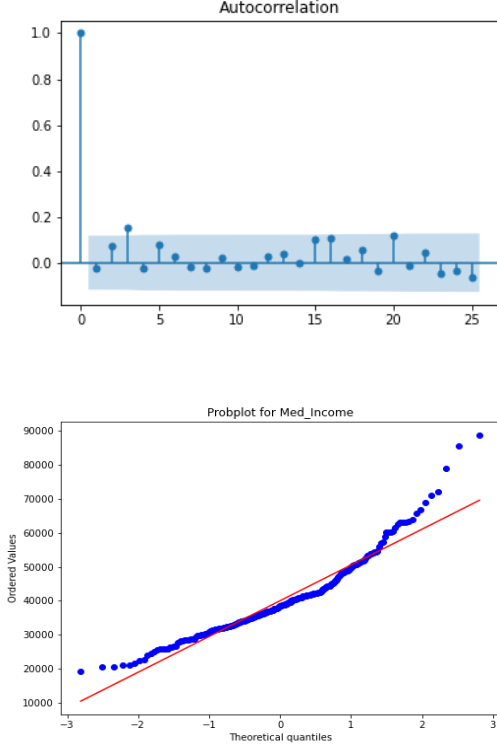 Autocorrelation
1.0
0.8
0.6
0.4
0.2
0.0
0 5 10 15 20 25
Probplot for Med_Income
90000
80000
70000
60000
50000
40000
30000
20000
10000
Ordered Values
−3 −2 −1 0 1 2 3
Theoretical quantiles